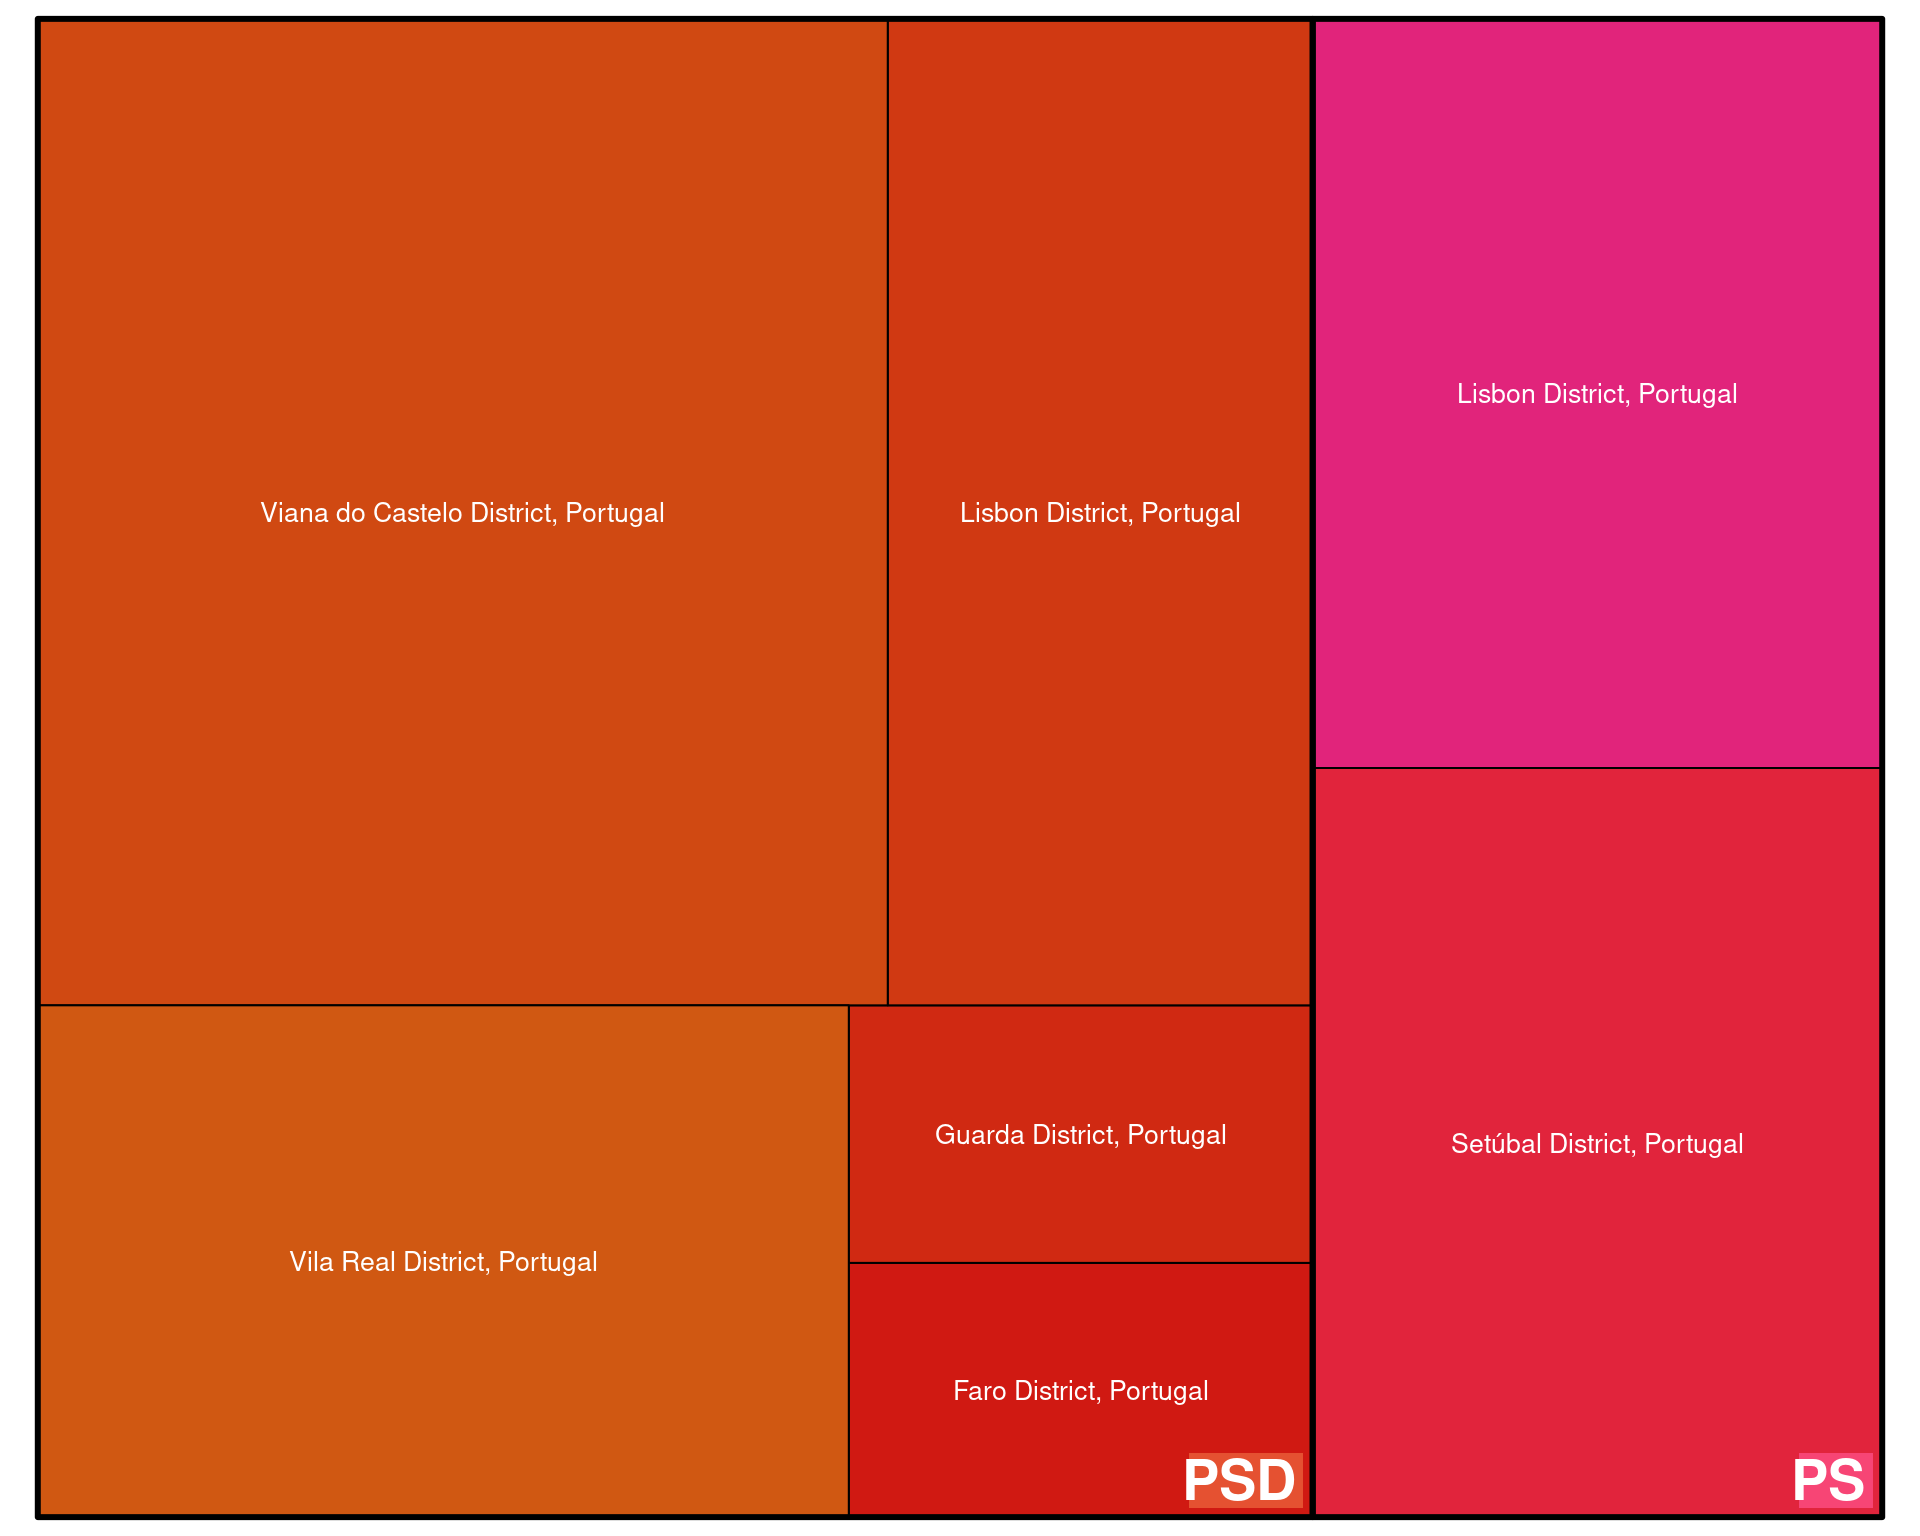 Viana do Castelo District, Portugal
Lisbon District, Portugal
Lisbon District, Portugal
Vila Real District, Portugal
Guarda District, Portugal
Setúbal District, Portugal
Faro District, Portugal
PSD
PS